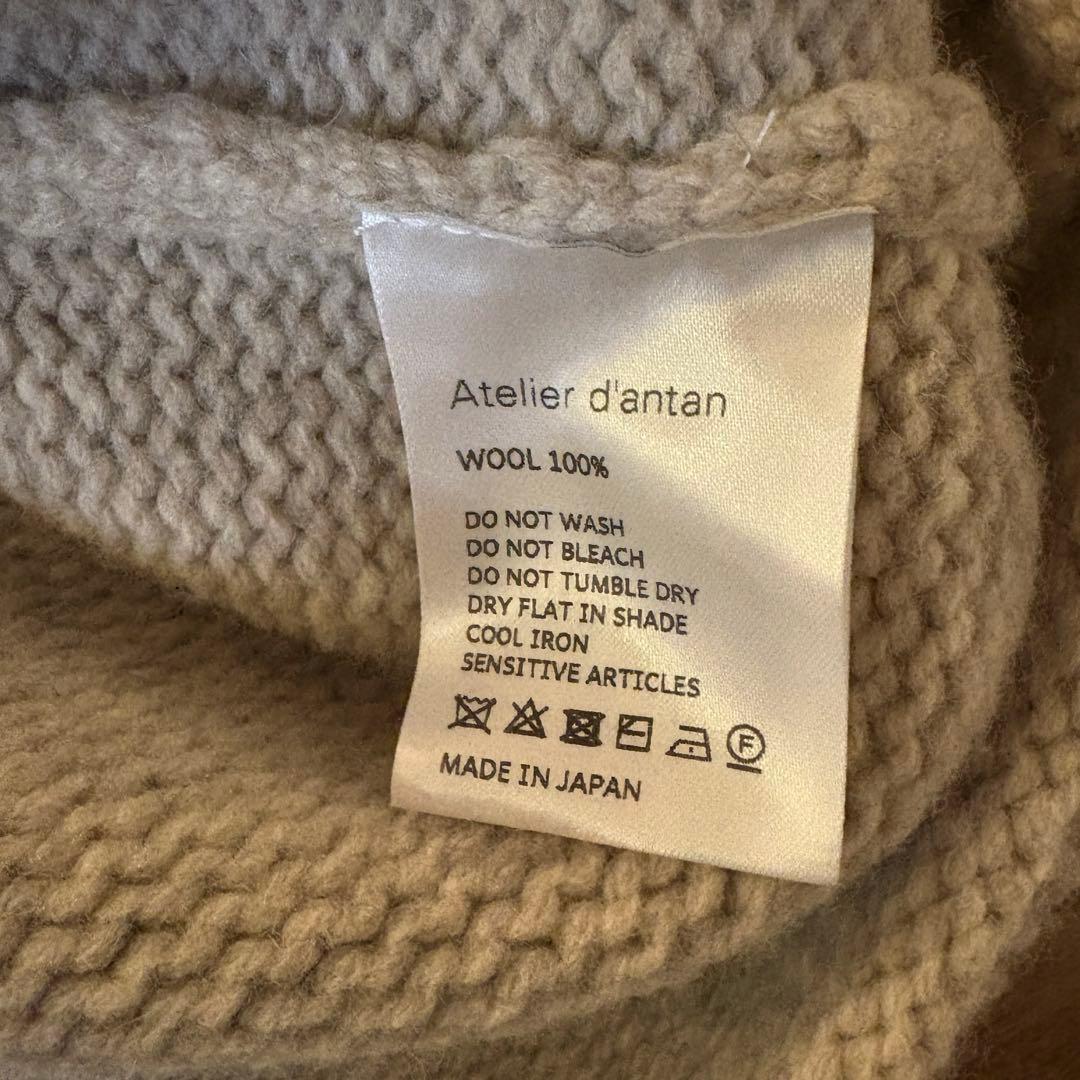 Atelier d'antan
WOOL 100%
DO NOT WASH
DO NOT BLEACH
DO NOT TUMBLE DRY
DRY FLAT IN SHADE
COOL IRON
SENSITIVE ARTICLES
F
MADE IN JAPAN